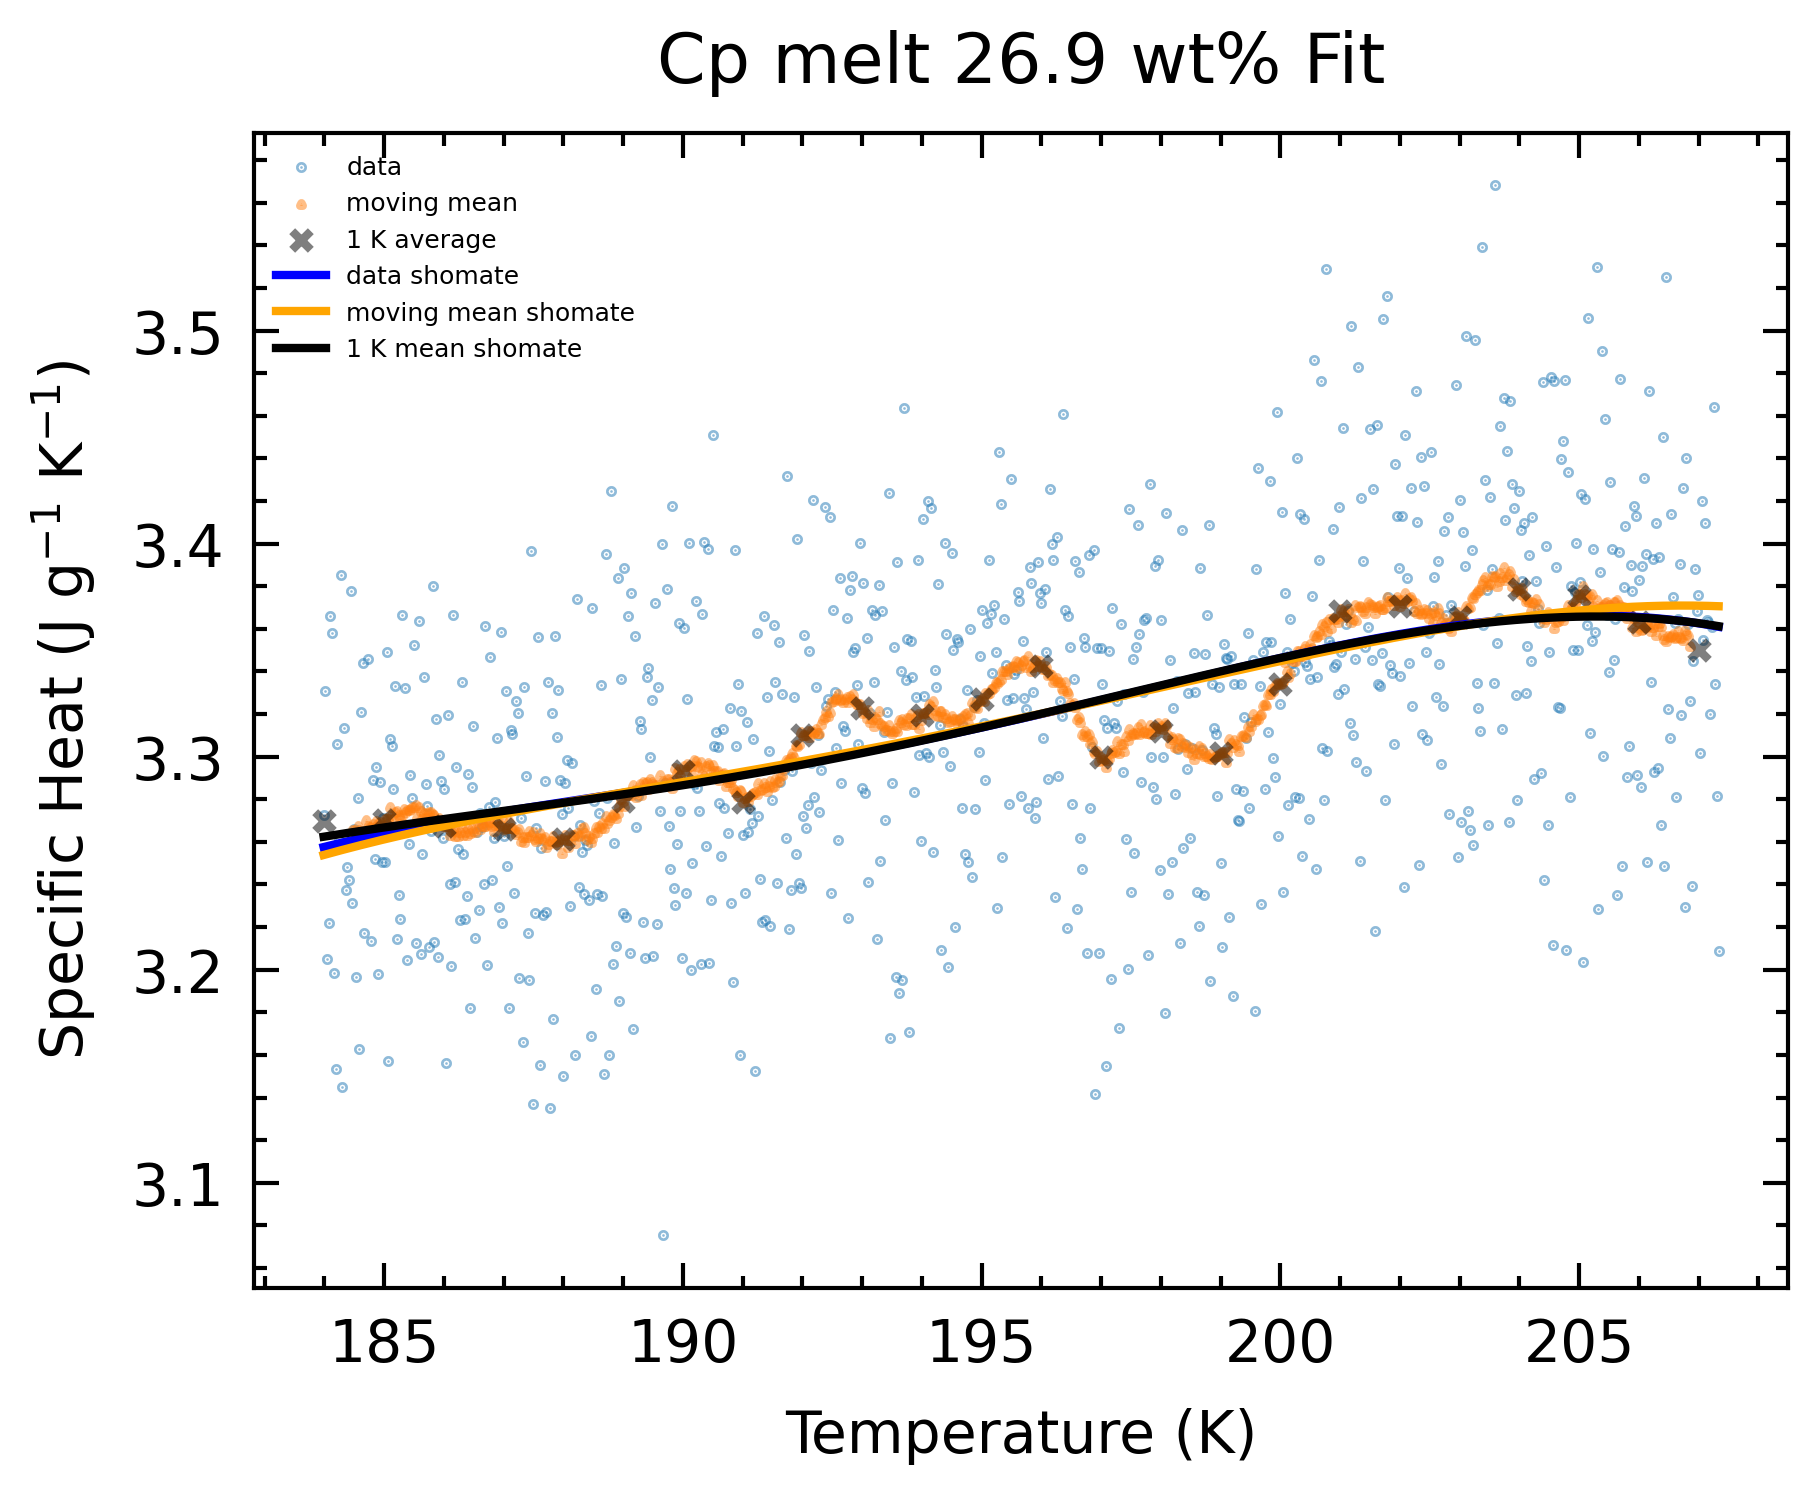 Cp melt 26.9 wt% Fit
data
moving mean
1 K average
data shomate
moving mean shomate
1 K mean shomate
Specific Heat (J g⁻¹ K⁻¹)
3.5
3.4
3.3
3.2
3.1
185 190 195 200 205
Temperature (K)